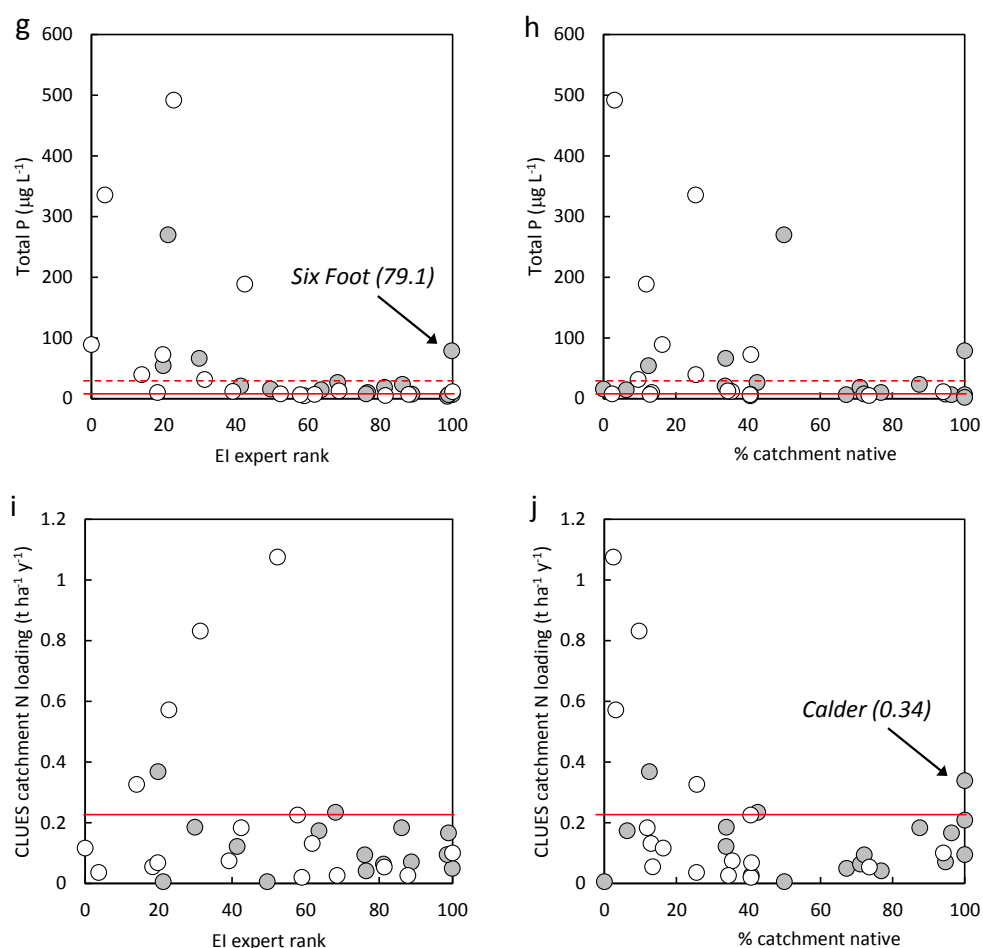 g
600
500
400
300
200
100
0
Total P (µg L⁻¹)
Six Foot (79.1)
0 20 40 60 80 100
EI expert rank
h
600
500
400
300
200
100
0
Total P (µg L⁻¹)
0 20 40 60 80 100
% catchment native
i
1.2
1
0.8
0.6
0.4
0.2
0
CLUES catchment N loading (t ha⁻¹ y⁻¹)
0 20 40 60 80 100
EI expert rank
j
1.2
1
0.8
0.6
0.4
0.2
0
CLUES catchment N loading (t ha⁻¹ y⁻¹)
Calder (0.34)
0 20 40 60 80 100
% catchment native